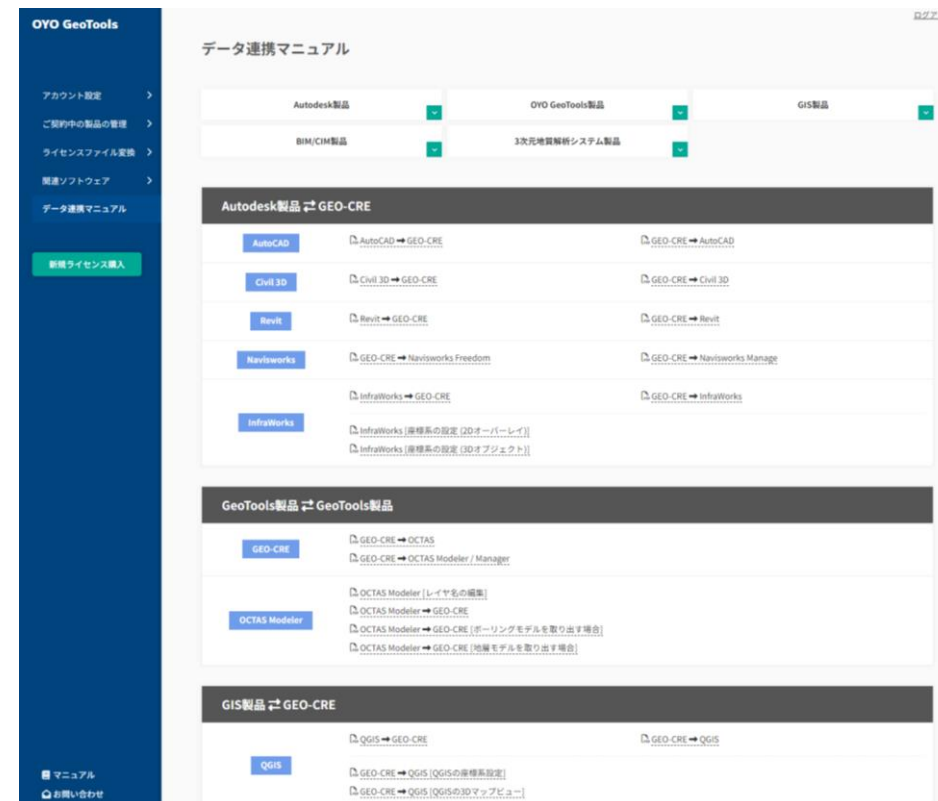 OYO GeoTools
アカウント設定
ご契約中の製品の管理
ライセンスファイル変換
関連ソフトウェア
データ連携マニュアル
新規ライセンス購入
マニュアル
お問い合わせ
ログア
データ連携マニュアル
Autodesk製品
OYO GeoTools製品
GIS製品
BIM/CIM製品
3次元地質解析システム製品
Autodesk製品 ⇄ GEO-CRE
AutoCAD
AutoCAD ➡ GEO-CRE
GEO-CRE ➡ AutoCAD
Civil 3D
Civil 3D ➡ GEO-CRE
GEO-CRE ➡ Civil 3D
Revit
Revit ➡ GEO-CRE
GEO-CRE ➡ Revit
Navisworks
GEO-CRE ➡ Navisworks Freedom
GEO-CRE ➡ Navisworks Manage
InfraWorks
InfraWorks ➡ GEO-CRE
GEO-CRE ➡ InfraWorks
InfraWorks [座標系の設定 (2Dオーバーレイ)]
InfraWorks [座標系の設定 (3Dオブジェクト)]
GeoTools製品 ⇄ GeoTools製品
GEO-CRE
GEO-CRE ➡ OCTAS
GEO-CRE ➡ OCTAS Modeler / Manager
OCTAS Modeler
OCTAS Modeler [レイヤ名の編集]
OCTAS Modeler ➡ GEO-CRE
OCTAS Modeler ➡ GEO-CRE [ボーリングモデルを取り出す場合]
OCTAS Modeler ➡ GEO-CRE [地層モデルを取り出す場合]
GIS製品 ⇄ GEO-CRE
QGIS
QGIS ➡ GEO-CRE
GEO-CRE ➡ QGIS
GEO-CRE ➡ QGIS [QGISの座標系設定]
GEO-CRE ➡ QGIS [QGISの3Dマップビュー]